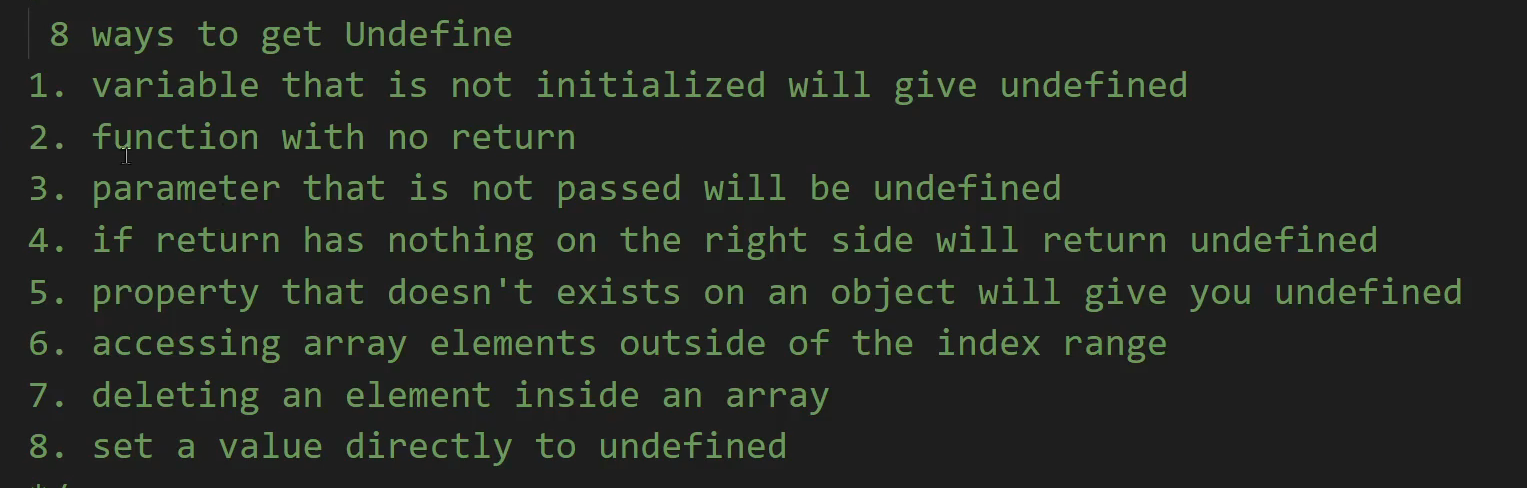 8 ways to get Undefine
1. variable that is not initialized will give undefined
2. function with no return
3. parameter that is not passed will be undefined
4. if return has nothing on the right side will return undefined
5. property that doesn't exists on an object will give you undefined
6. accessing array elements outside of the index range
7. deleting an element inside an array
8. set a value directly to undefined